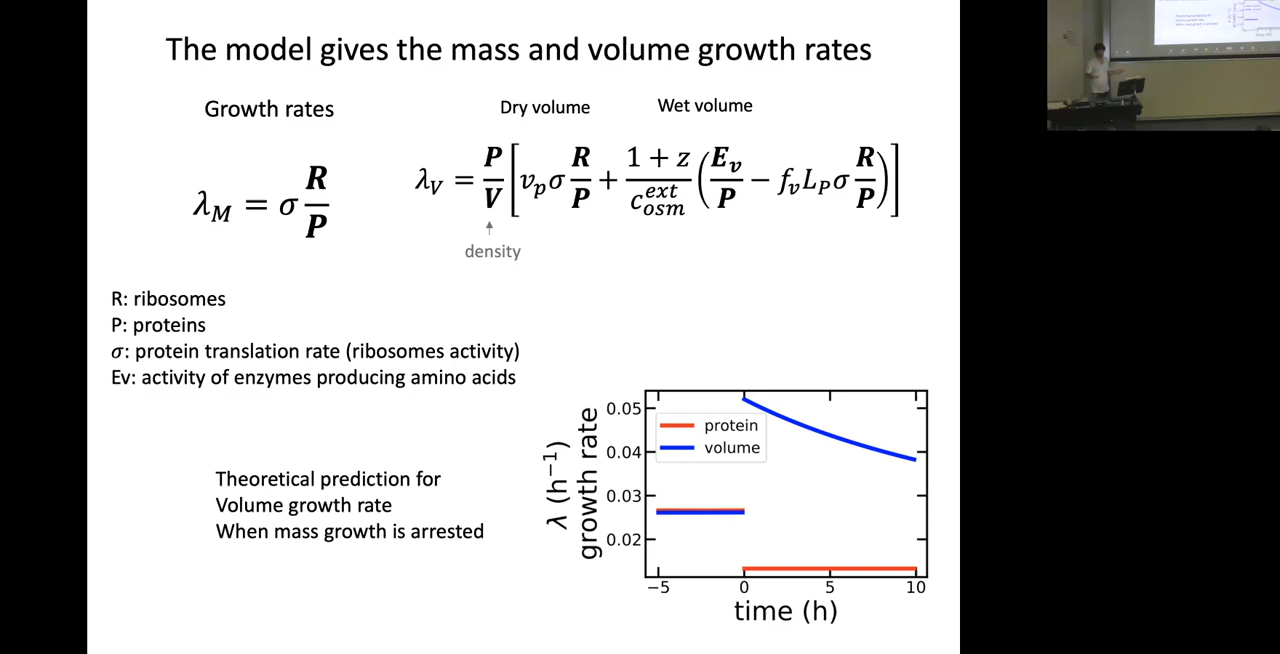 The model gives the mass and volume growth rates
Growth rates
Dry volume
Wet volume
λ_M = σ R/P
λ_V = P/V [v_p σ R/P + (1 + z)/c_osm^ext (E_v/P − f_v L_P σ R/P)]
density
R: ribosomes
P: proteins
σ: protein translation rate (ribosomes activity)
Ev: activity of enzymes producing amino acids
Theoretical prediction for
Volume growth rate
When mass growth is arrested
λ (h⁻¹)
growth rate
0.05
0.04
0.03
0.02
protein
volume
−5 0 5 10
time (h)